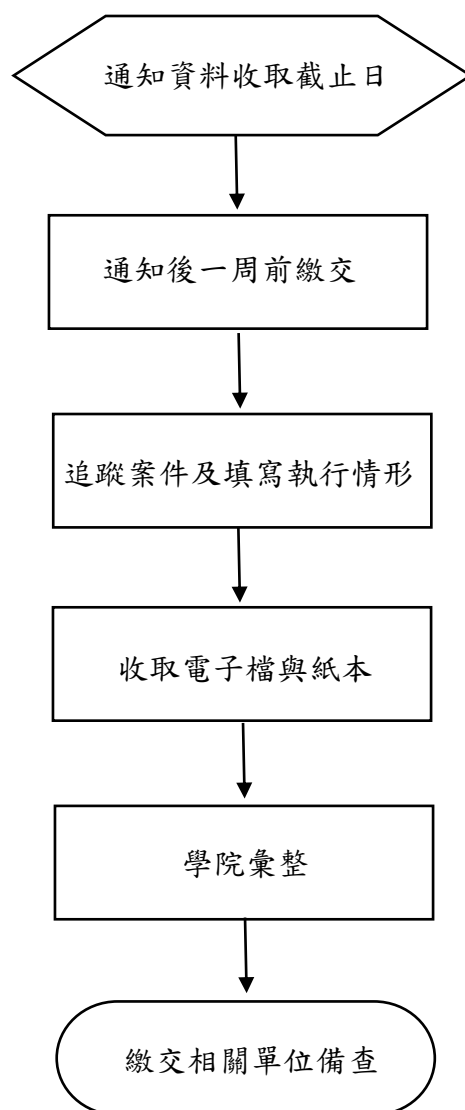 通知資料收取截止日
通知後一周前繳交
追蹤案件及填寫執行情形
收取電子檔與紙本
學院彙整
繳交相關單位備查